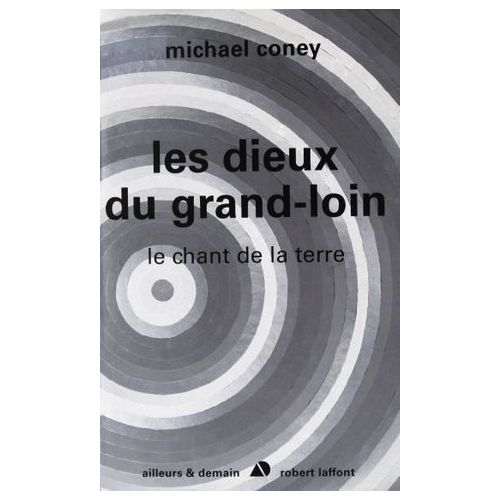 michael coney
les dieux
du grand-loin
le chant de la terre
ailleurs & demain robert laffont